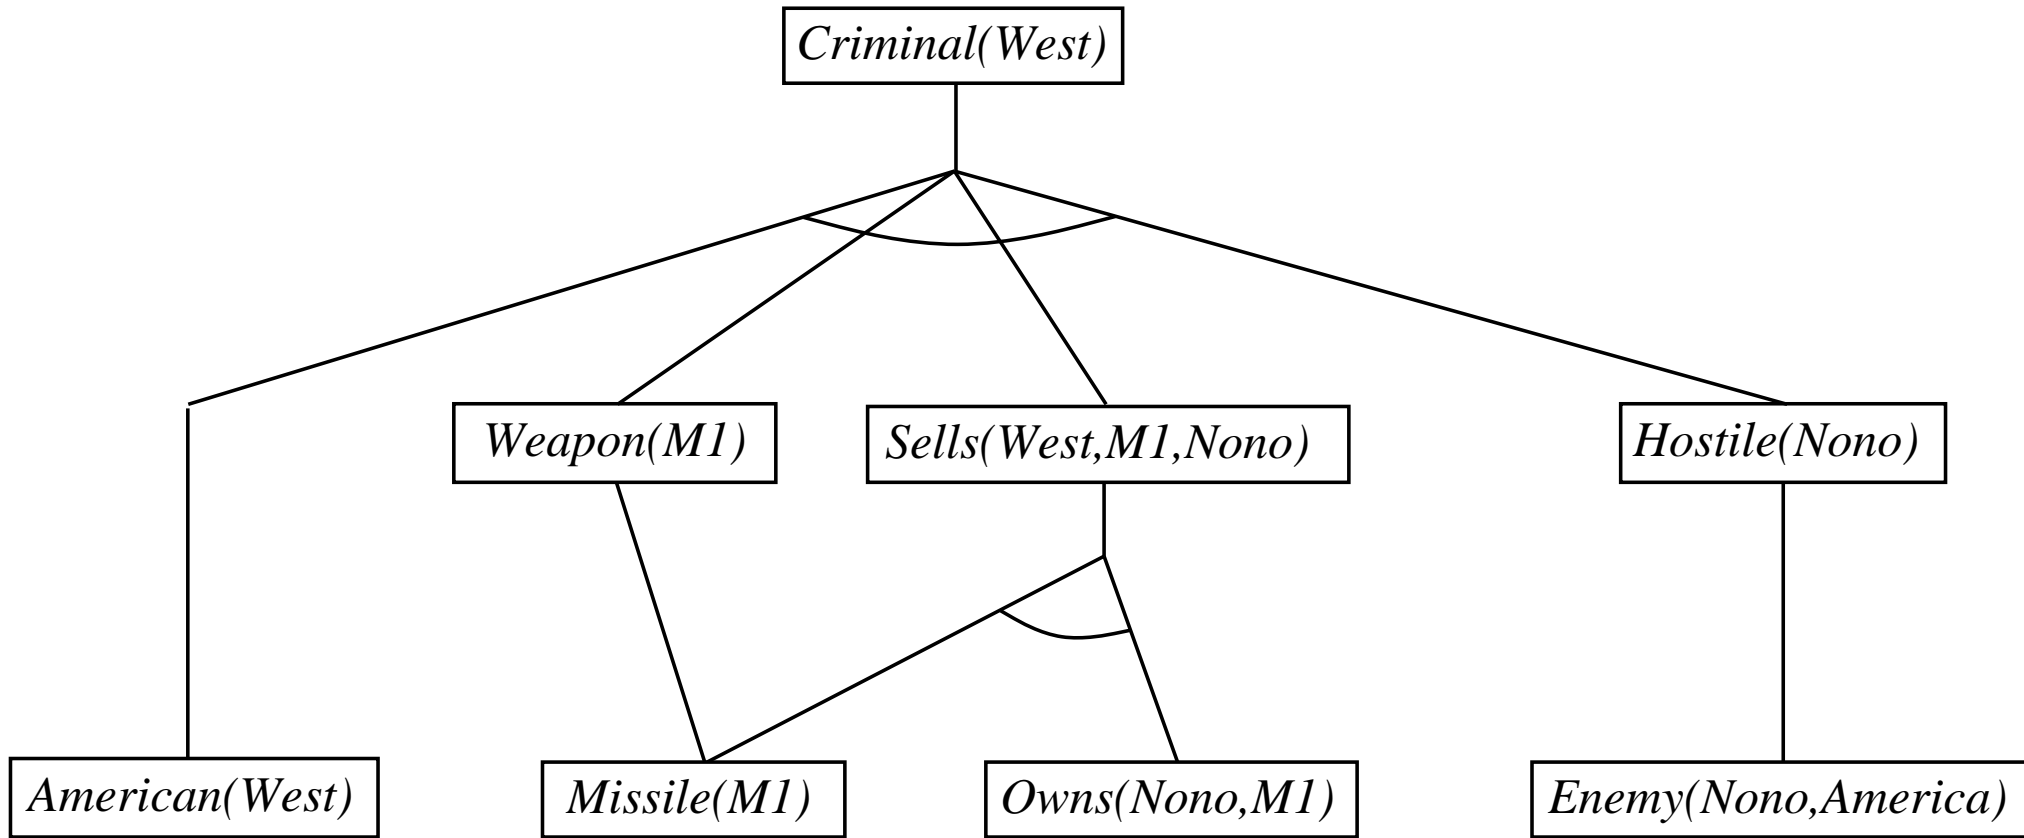 Criminal(West)
Weapon(M1)
Sells(West,M1,Nono)
Hostile(Nono)
American(West)
Missile(M1)
Owns(Nono,M1)
Enemy(Nono,America)